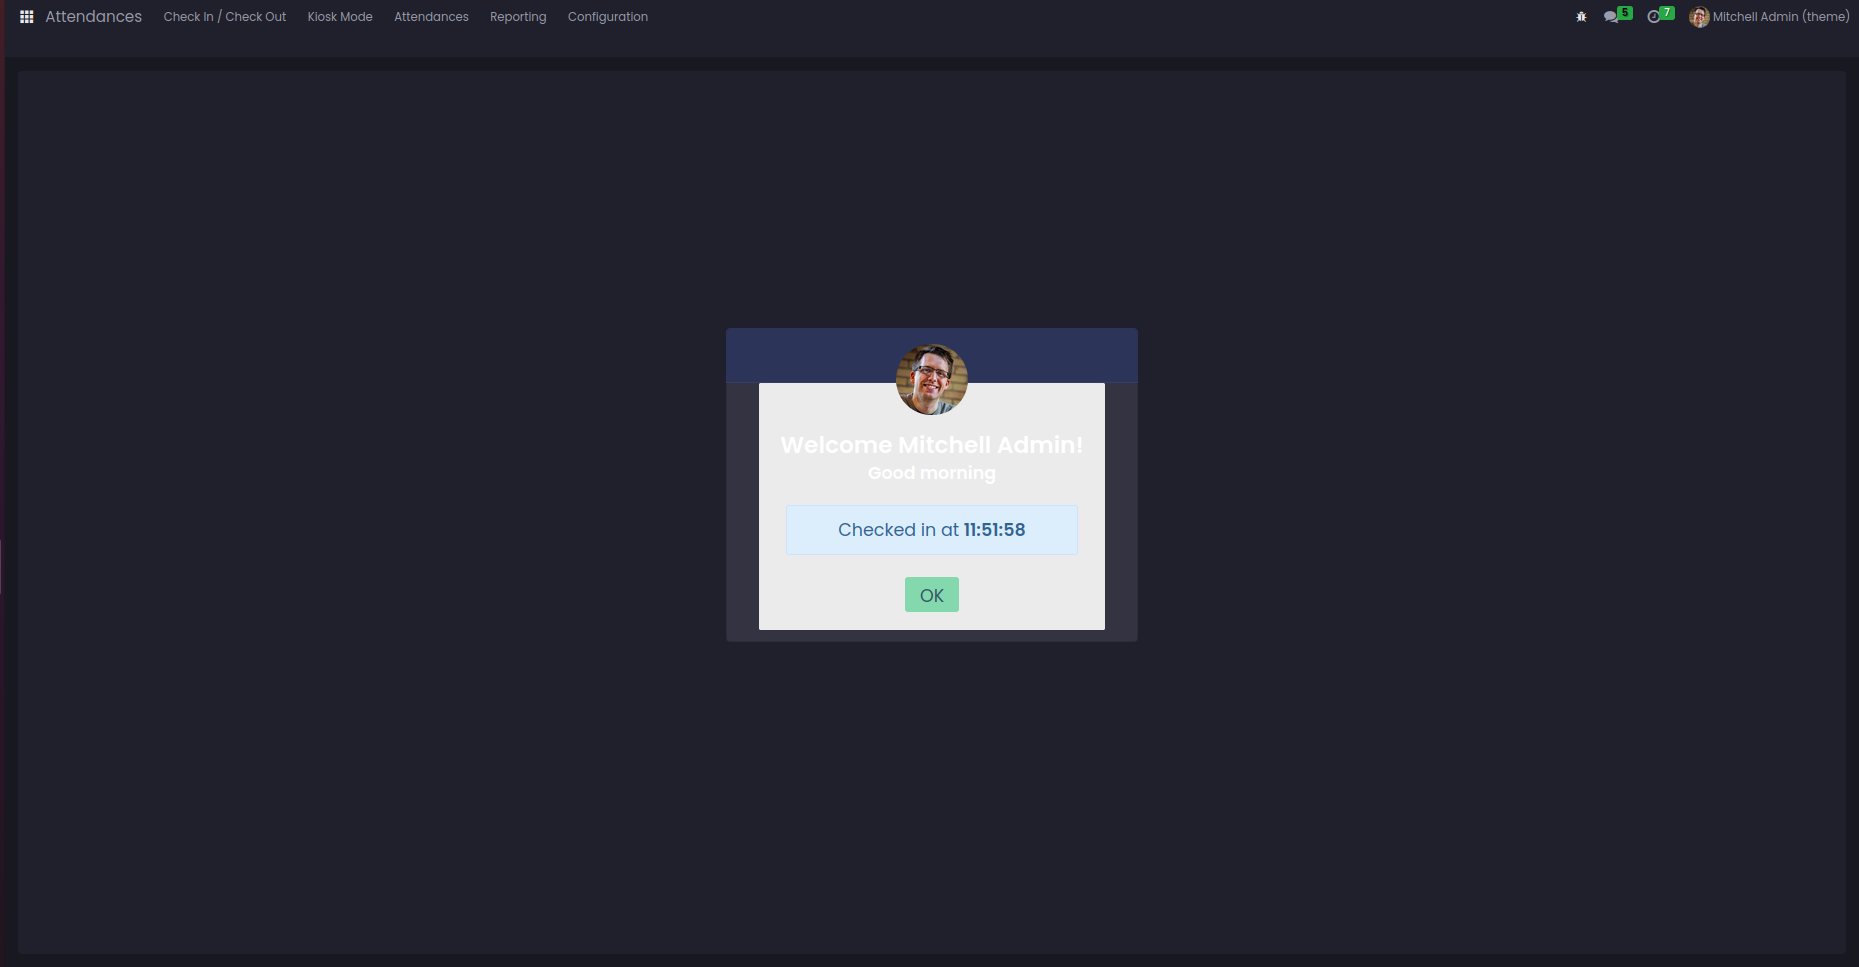 Attendances Check In / Check Out Kiosk Mode Attendances Reporting Configuration 5 7 Mitchell Admin (theme)
Welcome Mitchell Admin!
Good morning
Checked in at 11:51:58
OK